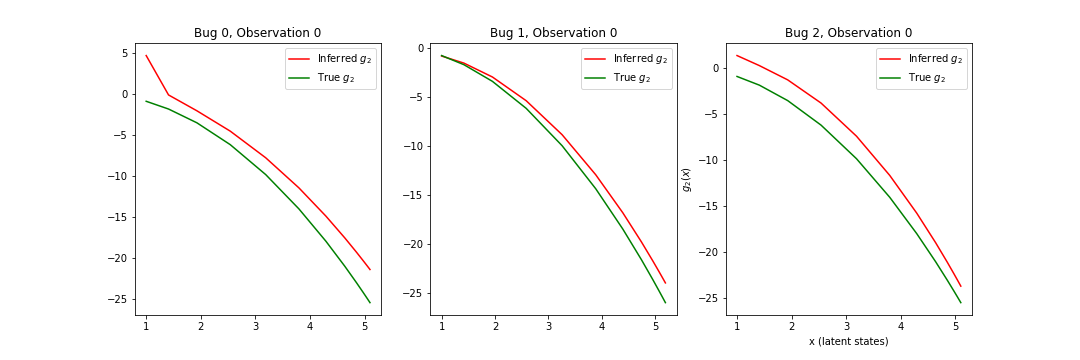 Bug 0, Observation 0
Inferred g₂
True g₂
5
0
−5
−10
−15
−20
−25
1 2 3 4 5
Bug 1, Observation 0
Inferred g₂
True g₂
0
−5
−10
−15
−20
−25
1 2 3 4 5
Bug 2, Observation 0
Inferred g₂
True g₂
g₂(x)
0
−5
−10
−15
−20
−25
1 2 3 4 5
x (latent states)